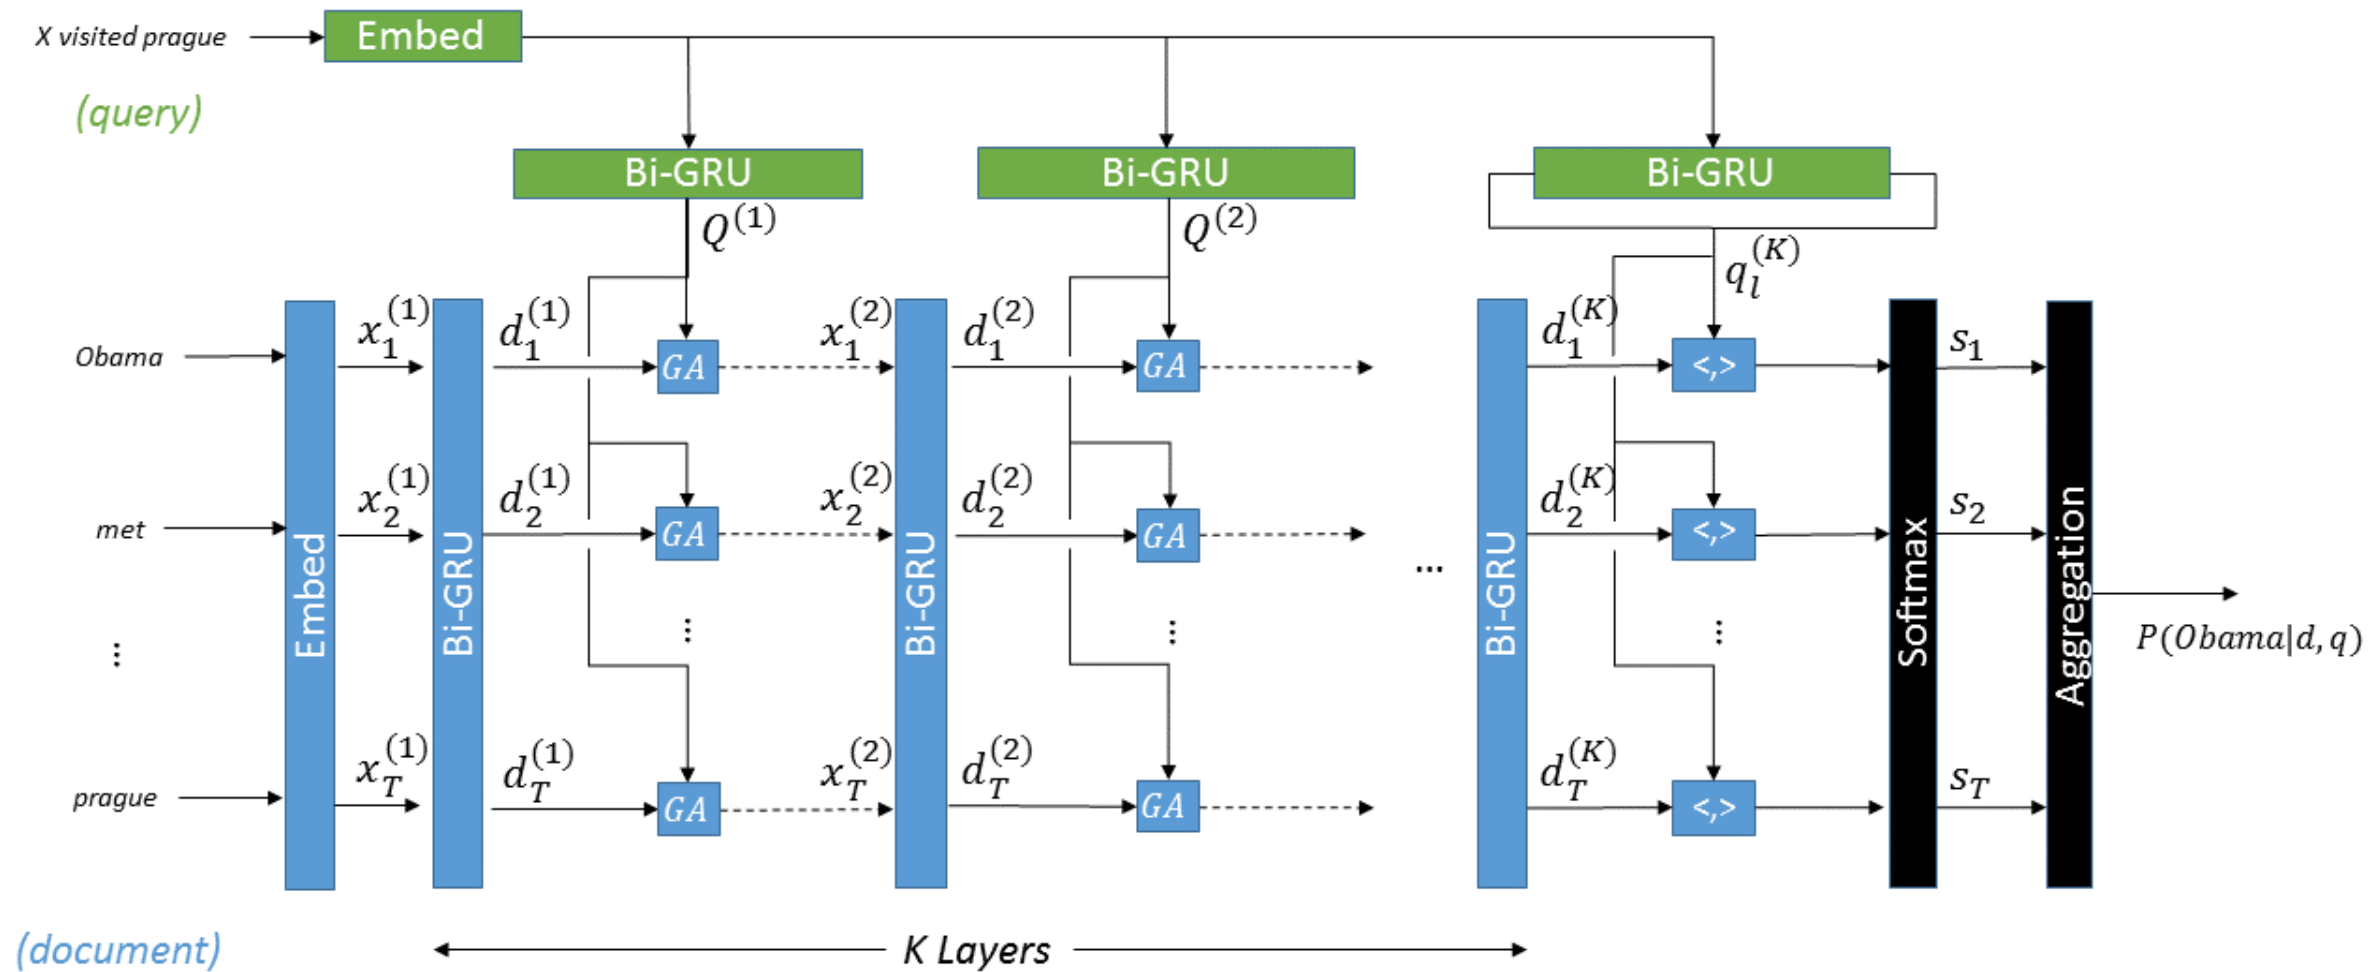 X visited prague Embed
(query)
Bi-GRU Bi-GRU Bi-GRU
Q^{(1)} Q^{(2)} q_l^{(K)}
Obama x_1^{(1)} d_1^{(1)} GA x_1^{(2)} d_1^{(2)} GA d_1^{(K)} <,> s_1
met x_2^{(1)} d_2^{(1)} GA x_2^{(2)} d_2^{(2)} GA ... d_2^{(K)} <,> s_2
⋮ Embed Bi-GRU ⋮ Bi-GRU ⋮ Bi-GRU ⋮ Softmax Aggregation P(Obama|d,q)
prague x_T^{(1)} d_T^{(1)} GA x_T^{(2)} d_T^{(2)} GA d_T^{(K)} <,> s_T
(document) K Layers